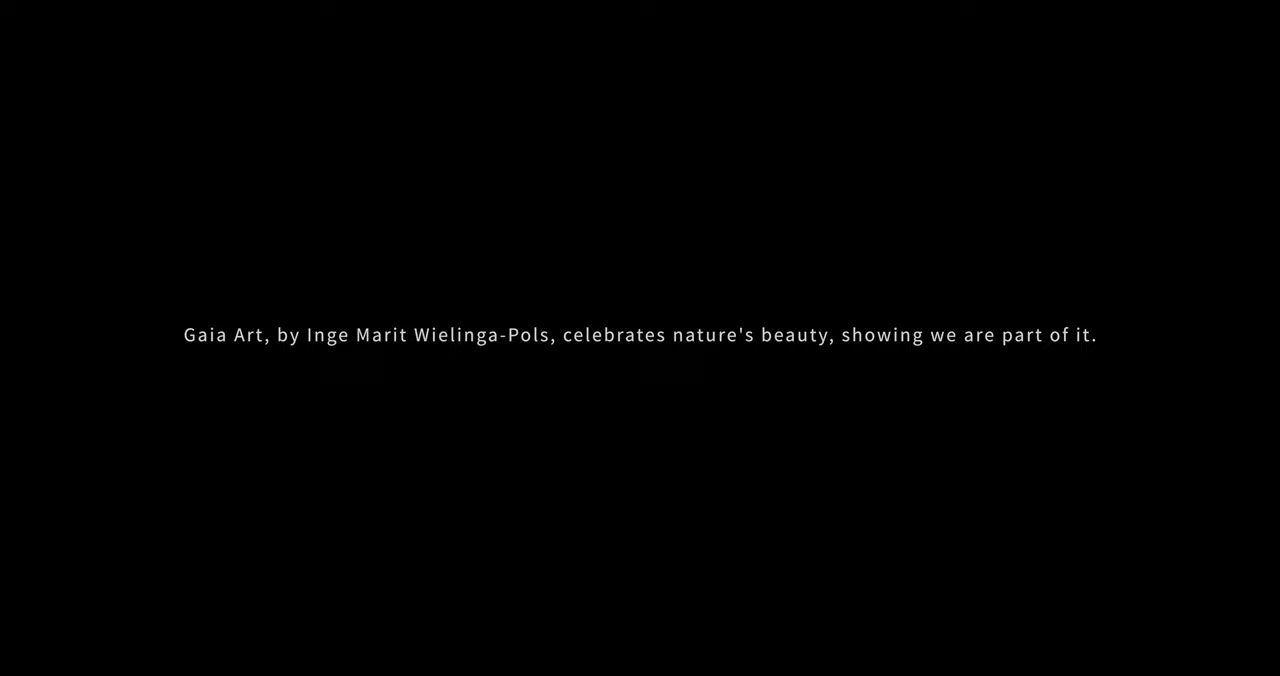 Gaia Art, by Inge Marit Wielinga-Pols, celebrates nature's beauty, showing we are part of it.